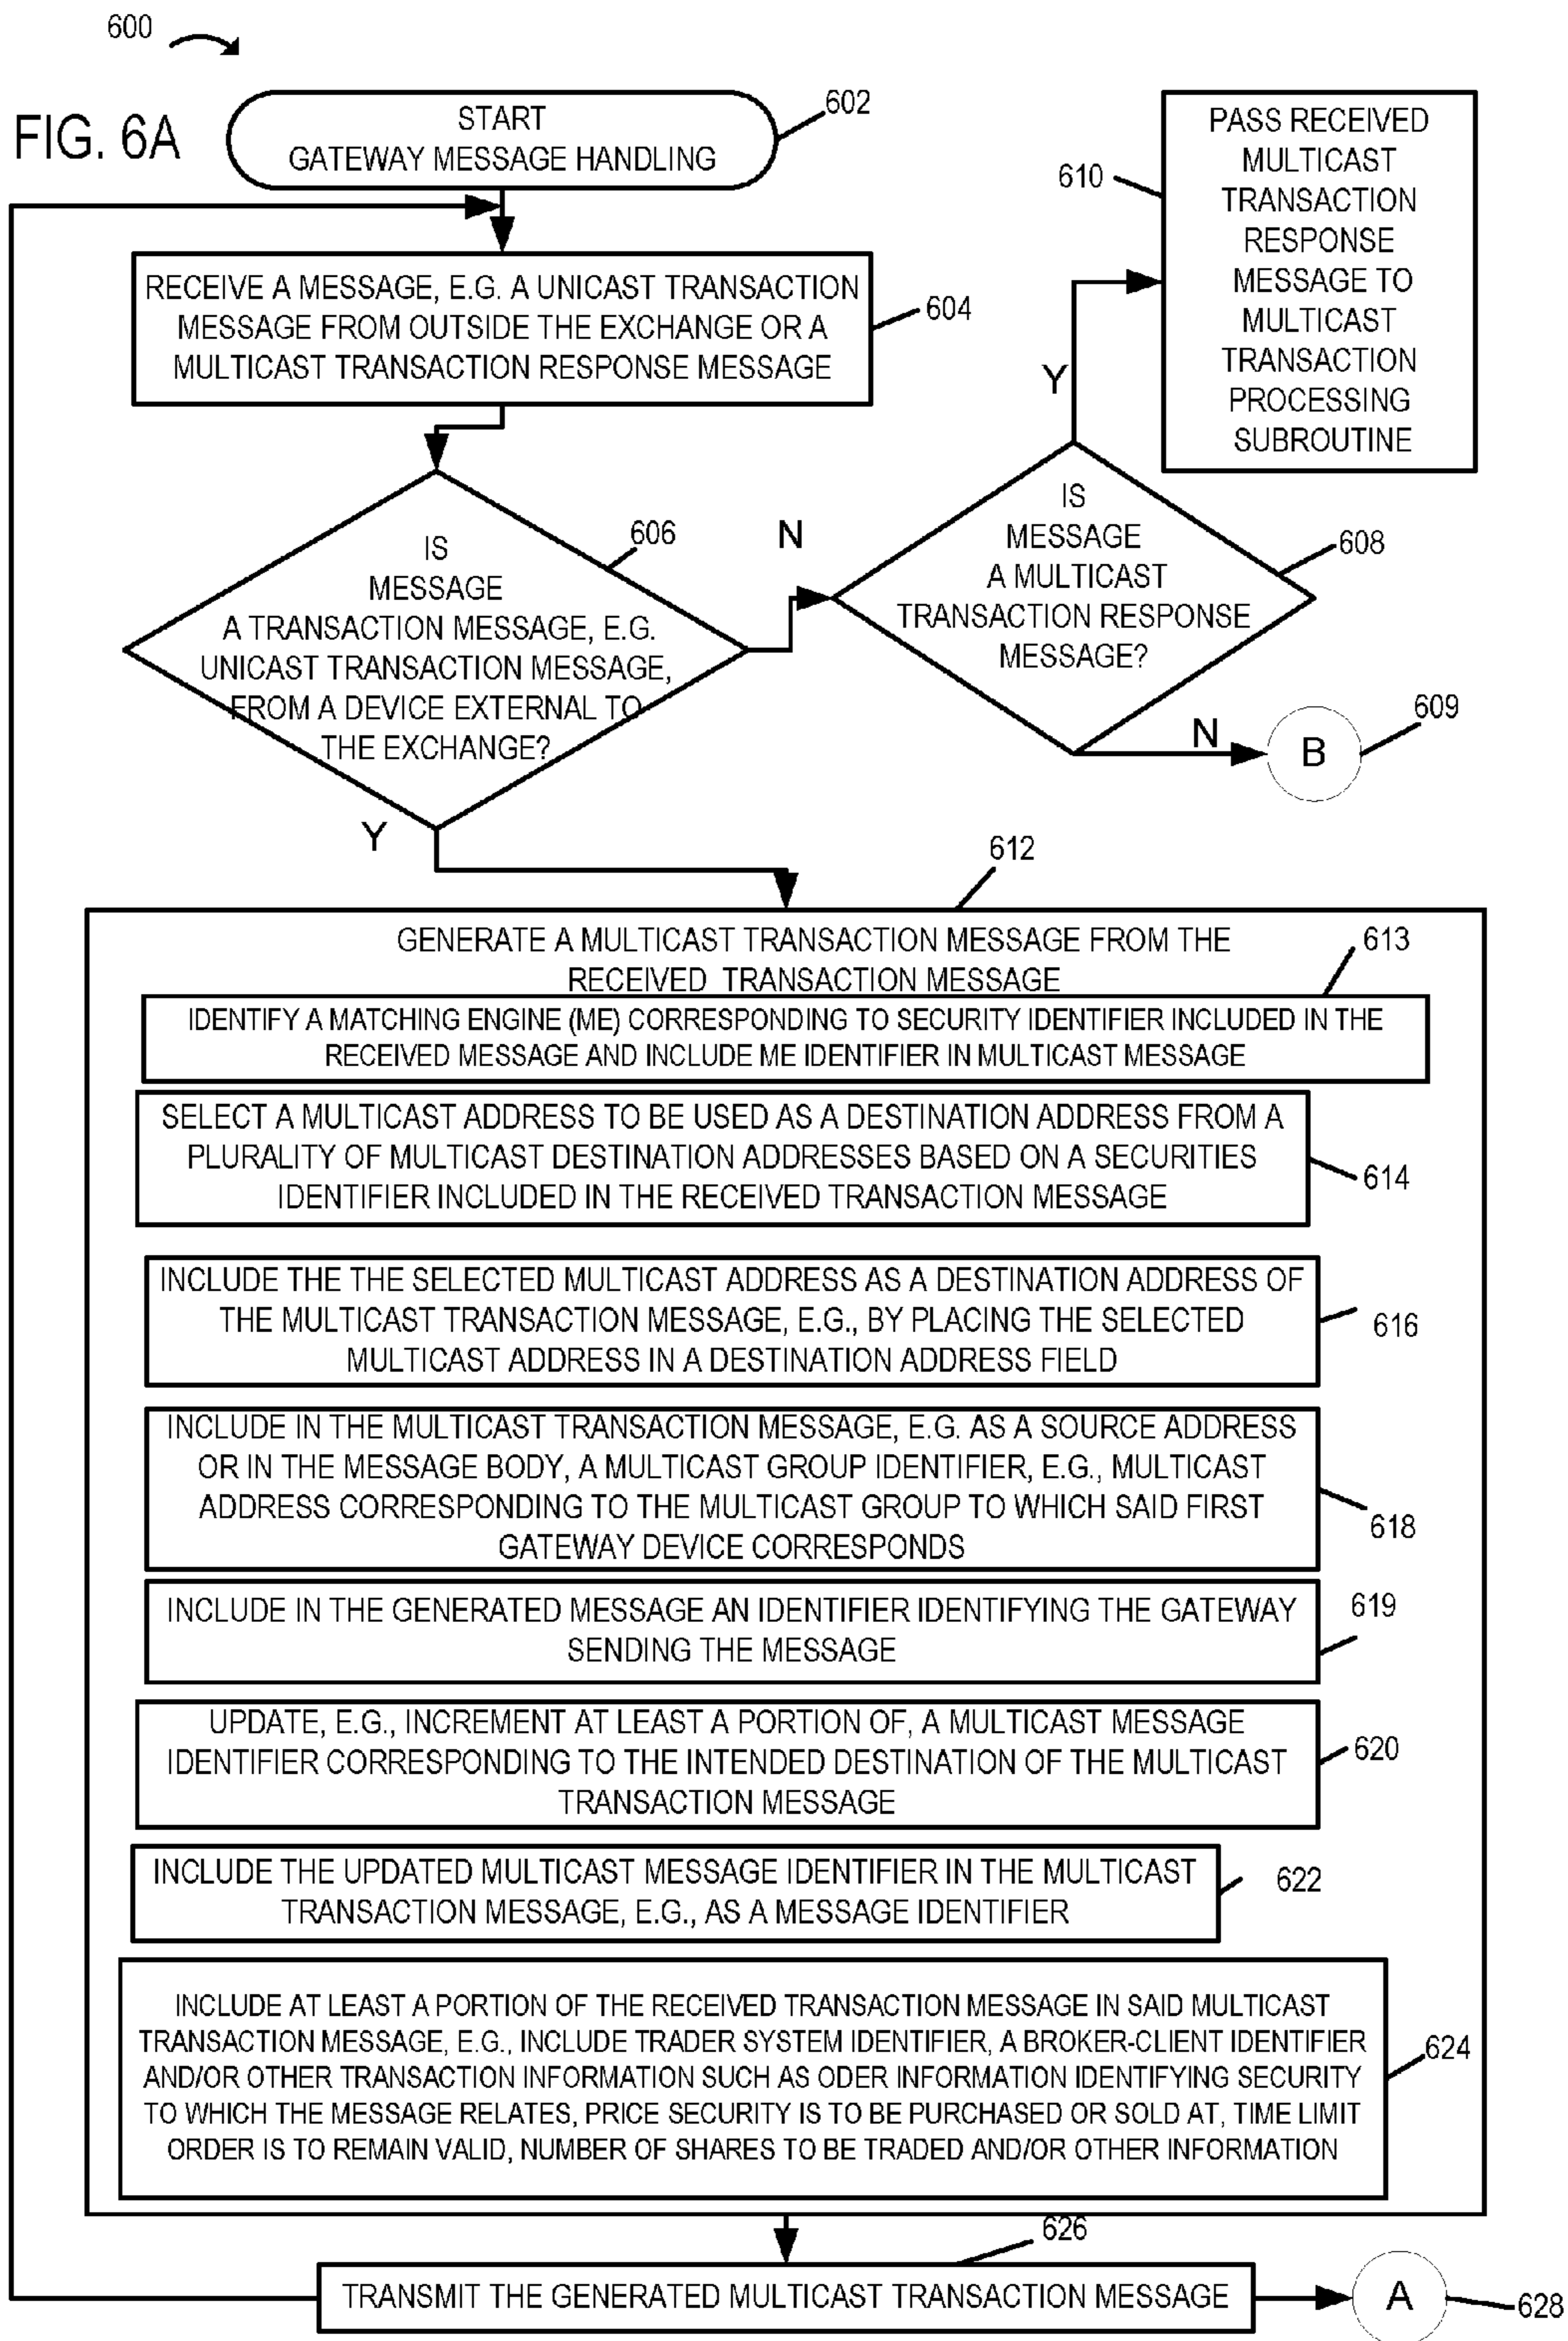 600
FIG. 6A
START
GATEWAY MESSAGE HANDLING
602
RECEIVE A MESSAGE, E.G. A UNICAST TRANSACTION
MESSAGE FROM OUTSIDE THE EXCHANGE OR A
MULTICAST TRANSACTION RESPONSE MESSAGE
604
IS
MESSAGE
A TRANSACTION MESSAGE, E.G.
UNICAST TRANSACTION MESSAGE,
FROM A DEVICE EXTERNAL TO
THE EXCHANGE?
606
N
Y
IS
MESSAGE
A MULTICAST
TRANSACTION RESPONSE
MESSAGE?
608
Y
N
PASS RECEIVED
MULTICAST
TRANSACTION
RESPONSE
MESSAGE TO
MULTICAST
TRANSACTION
PROCESSING
SUBROUTINE
610
B
609
612
GENERATE A MULTICAST TRANSACTION MESSAGE FROM THE
RECEIVED TRANSACTION MESSAGE
613
IDENTIFY A MATCHING ENGINE (ME) CORRESPONDING TO SECURITY IDENTIFIER INCLUDED IN THE
RECEIVED MESSAGE AND INCLUDE ME IDENTIFIER IN MULTICAST MESSAGE
SELECT A MULTICAST ADDRESS TO BE USED AS A DESTINATION ADDRESS FROM A
PLURALITY OF MULTICAST DESTINATION ADDRESSES BASED ON A SECURITIES
IDENTIFIER INCLUDED IN THE RECEIVED TRANSACTION MESSAGE
614
INCLUDE THE THE SELECTED MULTICAST ADDRESS AS A DESTINATION ADDRESS OF
THE MULTICAST TRANSACTION MESSAGE, E.G., BY PLACING THE SELECTED
MULTICAST ADDRESS IN A DESTINATION ADDRESS FIELD
616
INCLUDE IN THE MULTICAST TRANSACTION MESSAGE, E.G. AS A SOURCE ADDRESS
OR IN THE MESSAGE BODY, A MULTICAST GROUP IDENTIFIER, E.G., MULTICAST
ADDRESS CORRESPONDING TO THE MULTICAST GROUP TO WHICH SAID FIRST
GATEWAY DEVICE CORRESPONDS
618
INCLUDE IN THE GENERATED MESSAGE AN IDENTIFIER IDENTIFYING THE GATEWAY
SENDING THE MESSAGE
619
UPDATE, E.G., INCREMENT AT LEAST A PORTION OF, A MULTICAST MESSAGE
IDENTIFIER CORRESPONDING TO THE INTENDED DESTINATION OF THE MULTICAST
TRANSACTION MESSAGE
620
INCLUDE THE UPDATED MULTICAST MESSAGE IDENTIFIER IN THE MULTICAST
TRANSACTION MESSAGE, E.G., AS A MESSAGE IDENTIFIER
622
INCLUDE AT LEAST A PORTION OF THE RECEIVED TRANSACTION MESSAGE IN SAID MULTICAST
TRANSACTION MESSAGE, E.G., INCLUDE TRADER SYSTEM IDENTIFIER, A BROKER-CLIENT IDENTIFIER
AND/OR OTHER TRANSACTION INFORMATION SUCH AS ODER INFORMATION IDENTIFYING SECURITY
TO WHICH THE MESSAGE RELATES, PRICE SECURITY IS TO BE PURCHASED OR SOLD AT, TIME LIMIT
ORDER IS TO REMAIN VALID, NUMBER OF SHARES TO BE TRADED AND/OR OTHER INFORMATION
624
626
TRANSMIT THE GENERATED MULTICAST TRANSACTION MESSAGE
A
628